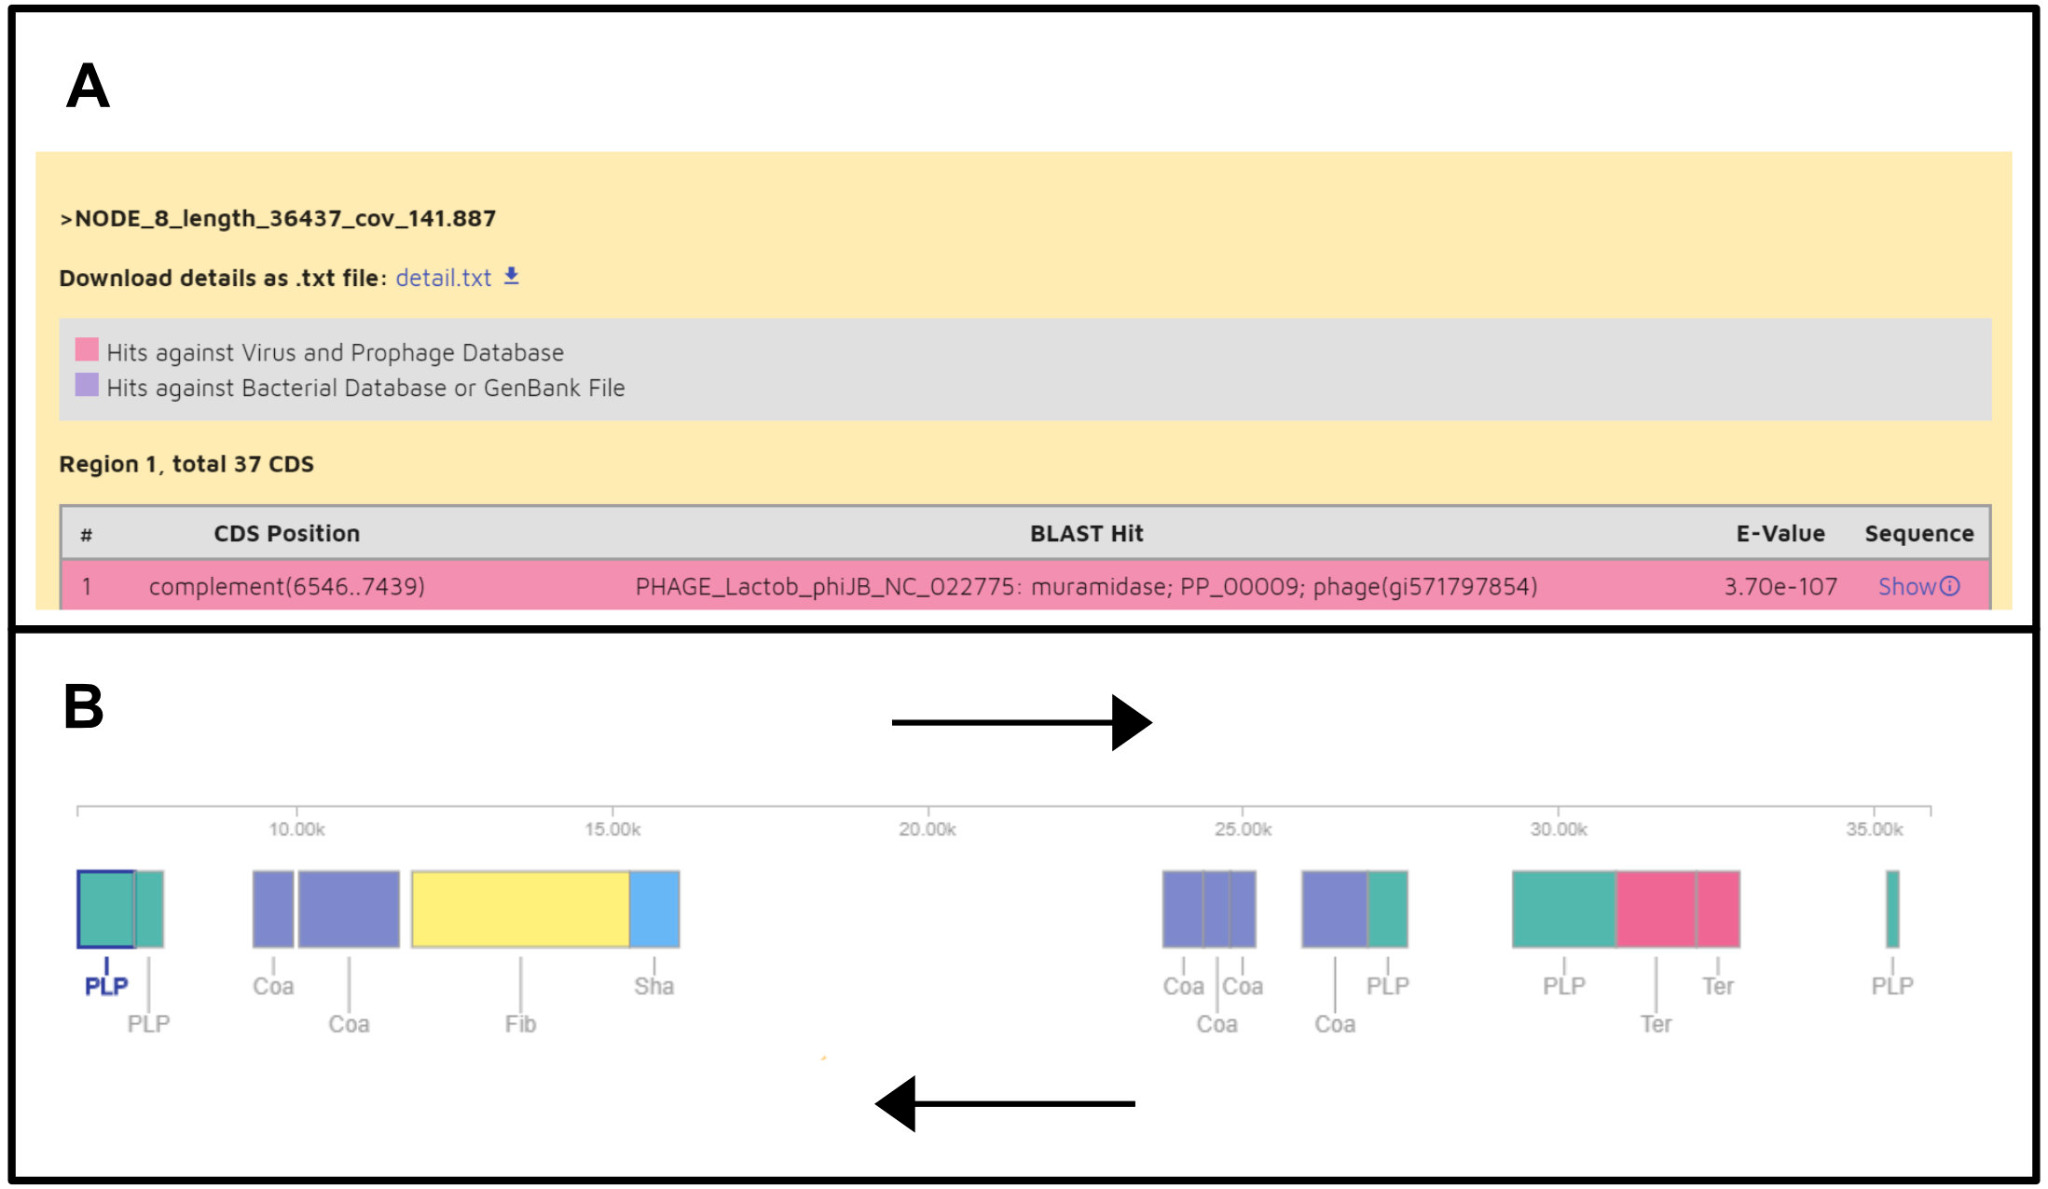 A
>NODE_8_length_36437_cov_141.887
Download details as .txt file: detail.txt
Hits against Virus and Prophage Database
Hits against Bacterial Database or GenBank File
Region 1, total 37 CDS
# CDS Position BLAST Hit E-Value Sequence
1 complement(6546..7439) PHAGE_Lactob_phiJB_NC_022775: muramidase; PP_00009; phage(gi571797854) 3.70e-107 Show
B
10.00k 15.00k 20.00k 25.00k 30.00k 35.00k
PLP Coa Sha Coa Coa PLP PLP Ter PLP
PLP Coa Fib Coa Coa Ter